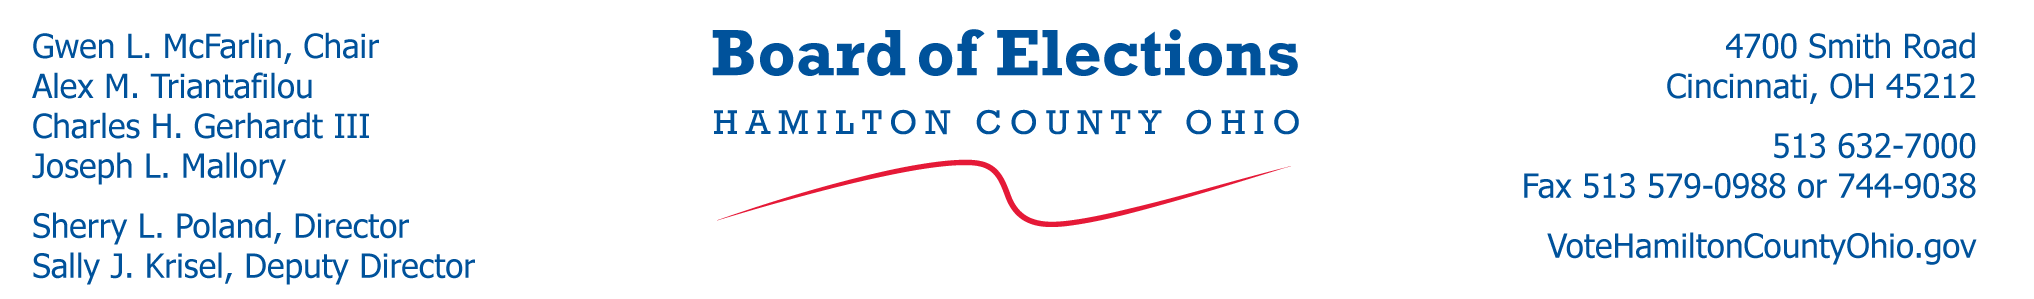 Gwen L. McFarlin, Chair
Alex M. Triantafilou
Charles H. Gerhardt III
Joseph L. Mallory
Sherry L. Poland, Director
Sally J. Krisel, Deputy Director
Board of Elections
HAMILTON COUNTY OHIO
4700 Smith Road
Cincinnati, OH 45212
513 632-7000
Fax 513 579-0988 or 744-9038
VoteHamiltonCountyOhio.gov